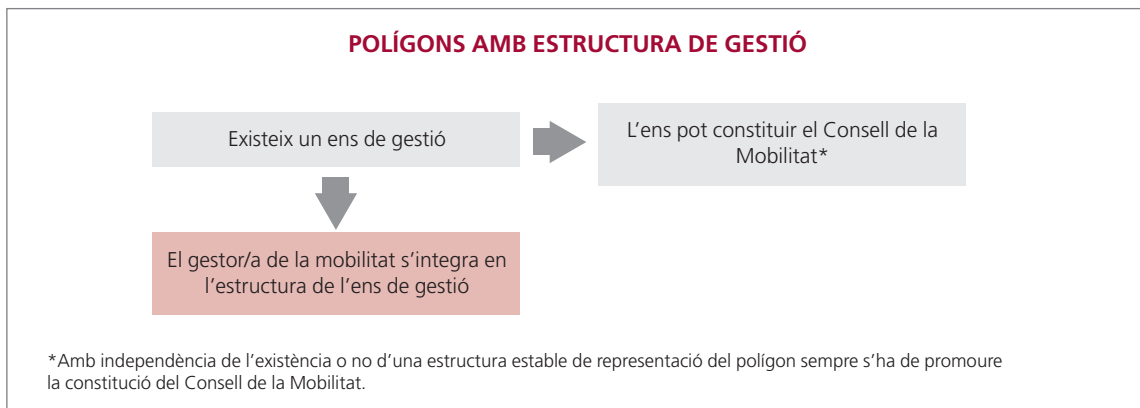 POLÍGONS AMB ESTRUCTURA DE GESTIÓ
Existeix un ens de gestió
L’ens pot constituir el Consell de la
Mobilitat*
El gestor/a de la mobilitat s’integra en
l’estructura de l’ens de gestió
*Amb independència de l’existència o no d’una estructura estable de representació del polígon sempre s’ha de promoure
la constitució del Consell de la Mobilitat.